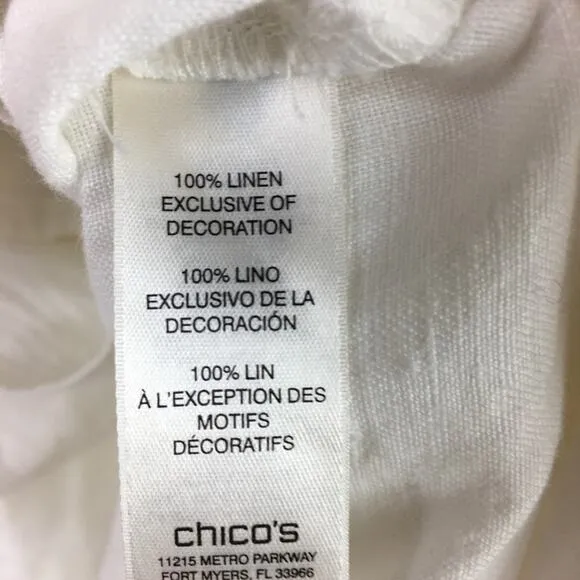 100% LINEN
EXCLUSIVE OF
DECORATION
100% LINO
EXCLUSIVO DE LA
DECORACIÓN
100% LIN
À L'EXCEPTION DES
MOTIFS
DÉCORATIFS
chico's
11215 METRO PARKWAY
FORT MYERS, FL 33966